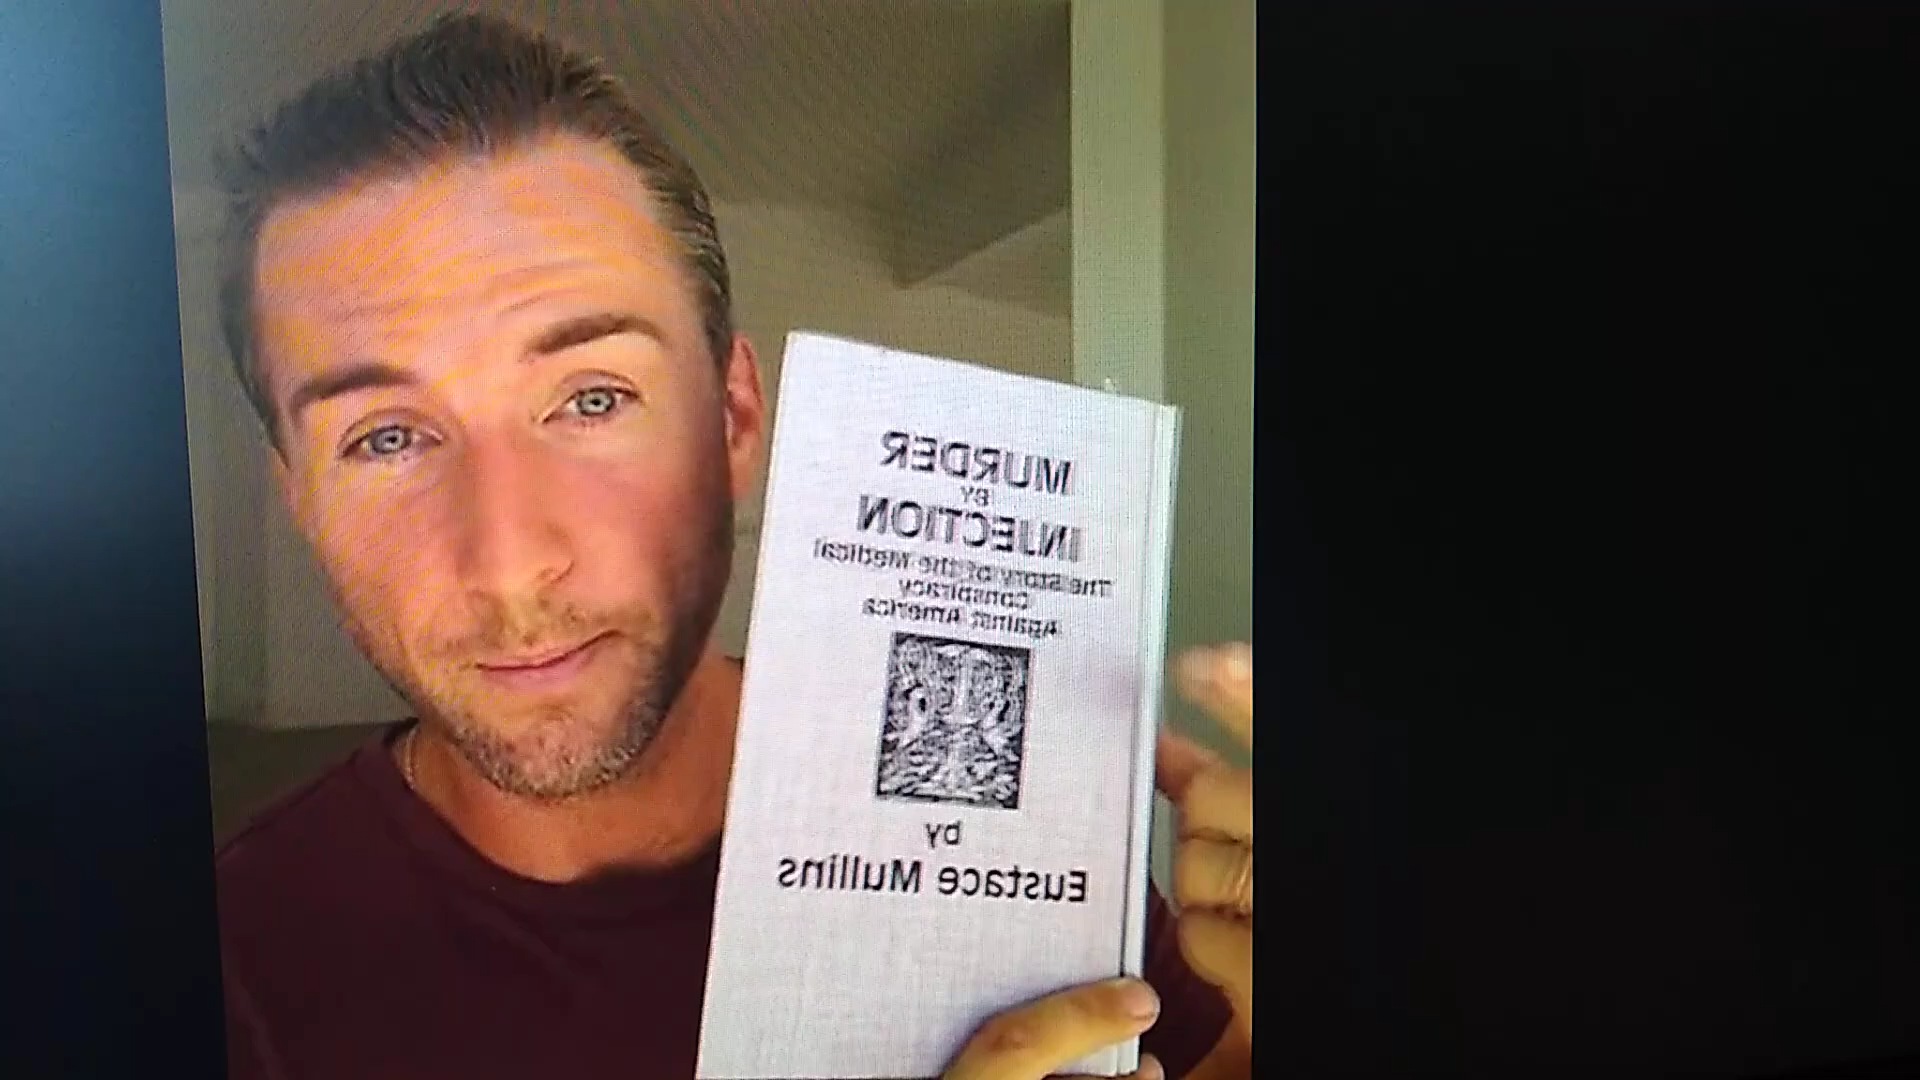 MURDER
BY
INJECTION
The Story of the Medical
Conspiracy
Against America
by
Eustace Mullins